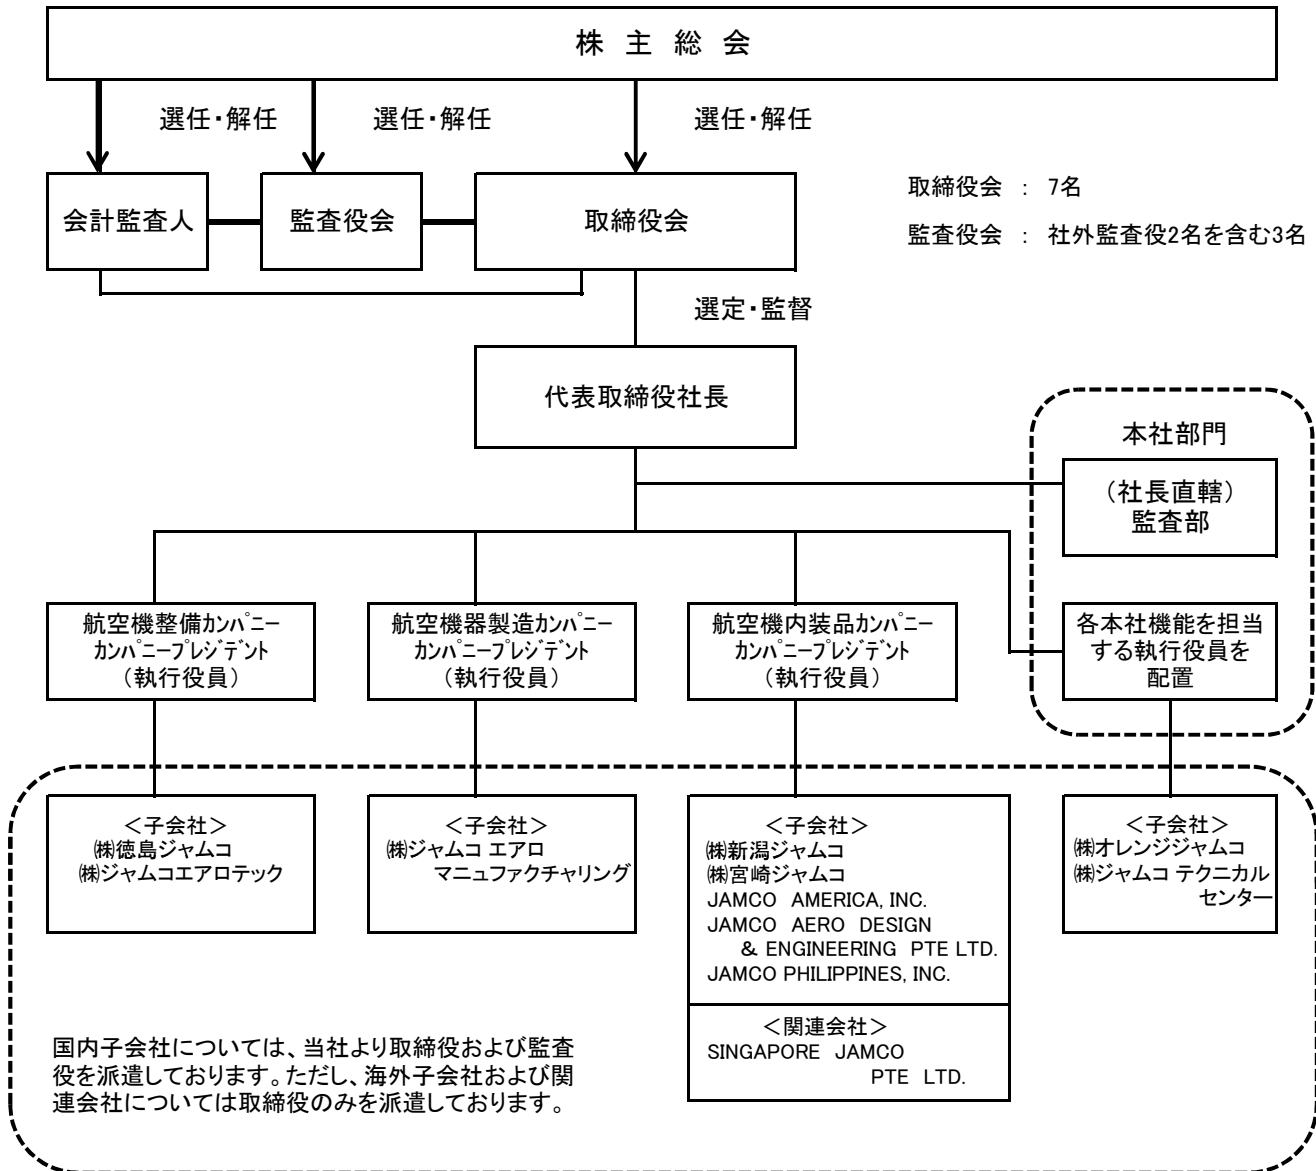 株 主 総 会
選任・解任
選任・解任
選任・解任
会計監査人
監査役会
取締役会
取締役会 ： 7名
監査役会 ： 社外監査役2名を含む3名
選定・監督
代表取締役社長
本社部門
（社長直轄）
監査部
航空機整備ｶﾝﾊﾟﾆｰ
ｶﾝﾊﾟﾆｰﾌﾟﾚｼﾞﾃﾞﾝﾄ
（執行役員）
航空機器製造ｶﾝﾊﾟﾆｰ
ｶﾝﾊﾟﾆｰﾌﾟﾚｼﾞﾃﾞﾝﾄ
（執行役員）
航空機内装品ｶﾝﾊﾟﾆｰ
ｶﾝﾊﾟﾆｰﾌﾟﾚｼﾞﾃﾞﾝﾄ
（執行役員）
各本社機能を担当
する執行役員を
配置
＜子会社＞
㈱徳島ジャムコ
㈱ジャムコエアロテック
＜子会社＞
㈱ジャムコ エアロ
マニュファクチャリング
＜子会社＞
㈱新潟ジャムコ
㈱宮崎ジャムコ
JAMCO AMERICA, INC.
JAMCO AERO DESIGN
& ENGINEERING PTE LTD.
JAMCO PHILIPPINES, INC.
＜関連会社＞
SINGAPORE JAMCO
PTE LTD.
＜子会社＞
㈱オレンジジャムコ
㈱ジャムコ テクニカル
センター
国内子会社については、当社より取締役および監査
役を派遣しております。ただし、海外子会社および関
連会社については取締役のみを派遣しております。